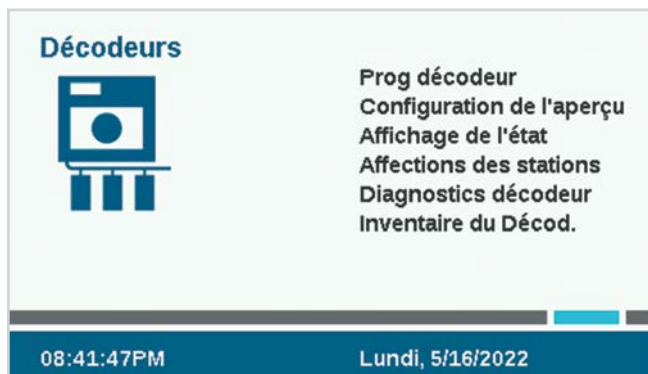 Décodeurs
Prog décodeur
Configuration de l'aperçu
Affichage de l'état
Affections des stations
Diagnostics décodeur
Inventaire du Décod.
08:41:47PM
Lundi, 5/16/2022